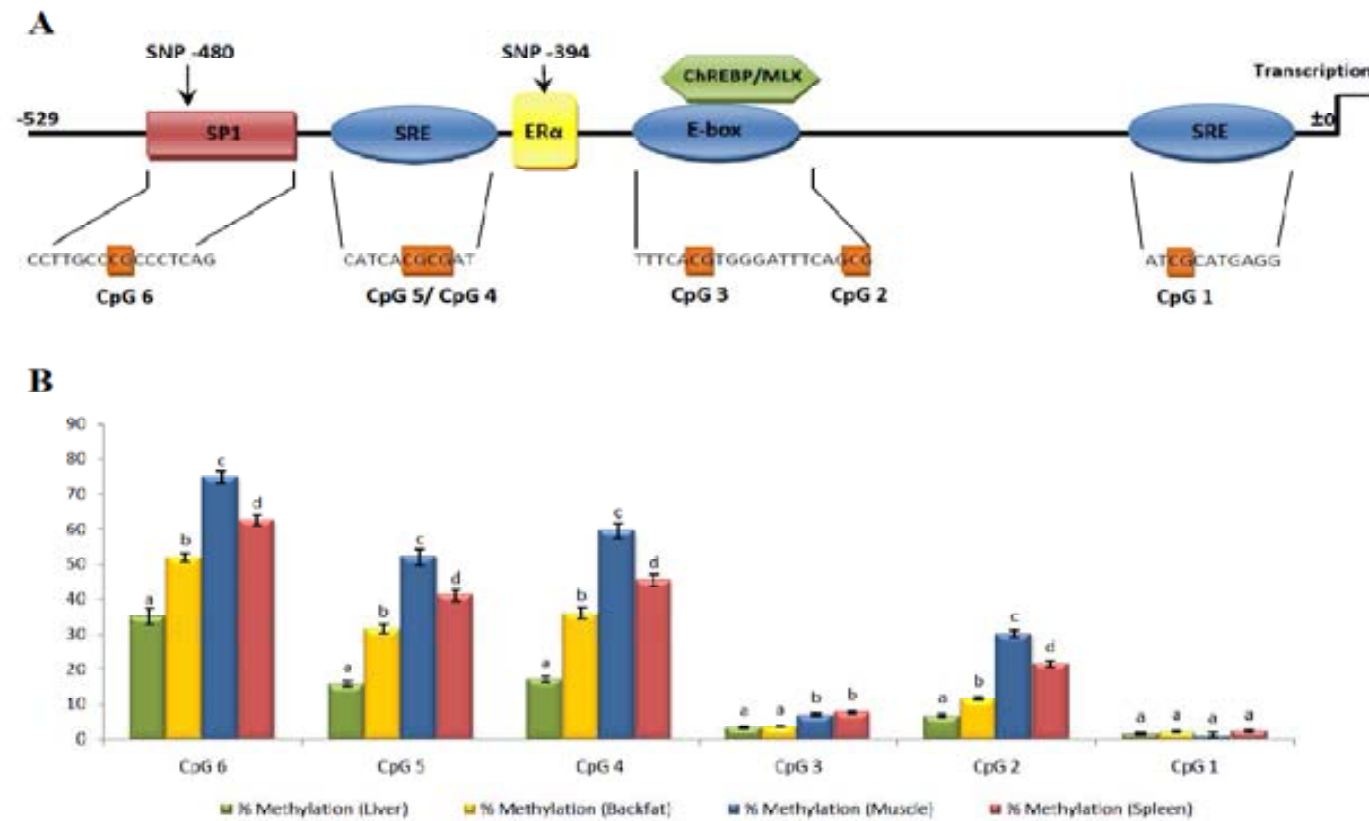 A
SNP -480
SNP -394
ChREBP/MLX
Transcription
-529
SP1
SRE
ERα
E-box
SRE
±0
CCTTGCCCGCCCTCAG
CATCACGCGAT
TTTCACGTGGGATTTCAGCG
ATCGCATGAGG
CpG 6
CpG 5/ CpG 4
CpG 3
CpG 2
CpG 1
B
90
80
70
60
50
40
30
20
10
0
a
b
c
d
a
b
c
d
a
b
c
d
a
a
b
b
a
b
c
d
a
a
a
a
CpG 6
CpG 5
CpG 4
CpG 3
CpG 2
CpG 1
% Methylation (Liver)
% Methylation (Backfat)
% Methylation (Muscle)
% Methylation (Spleen)